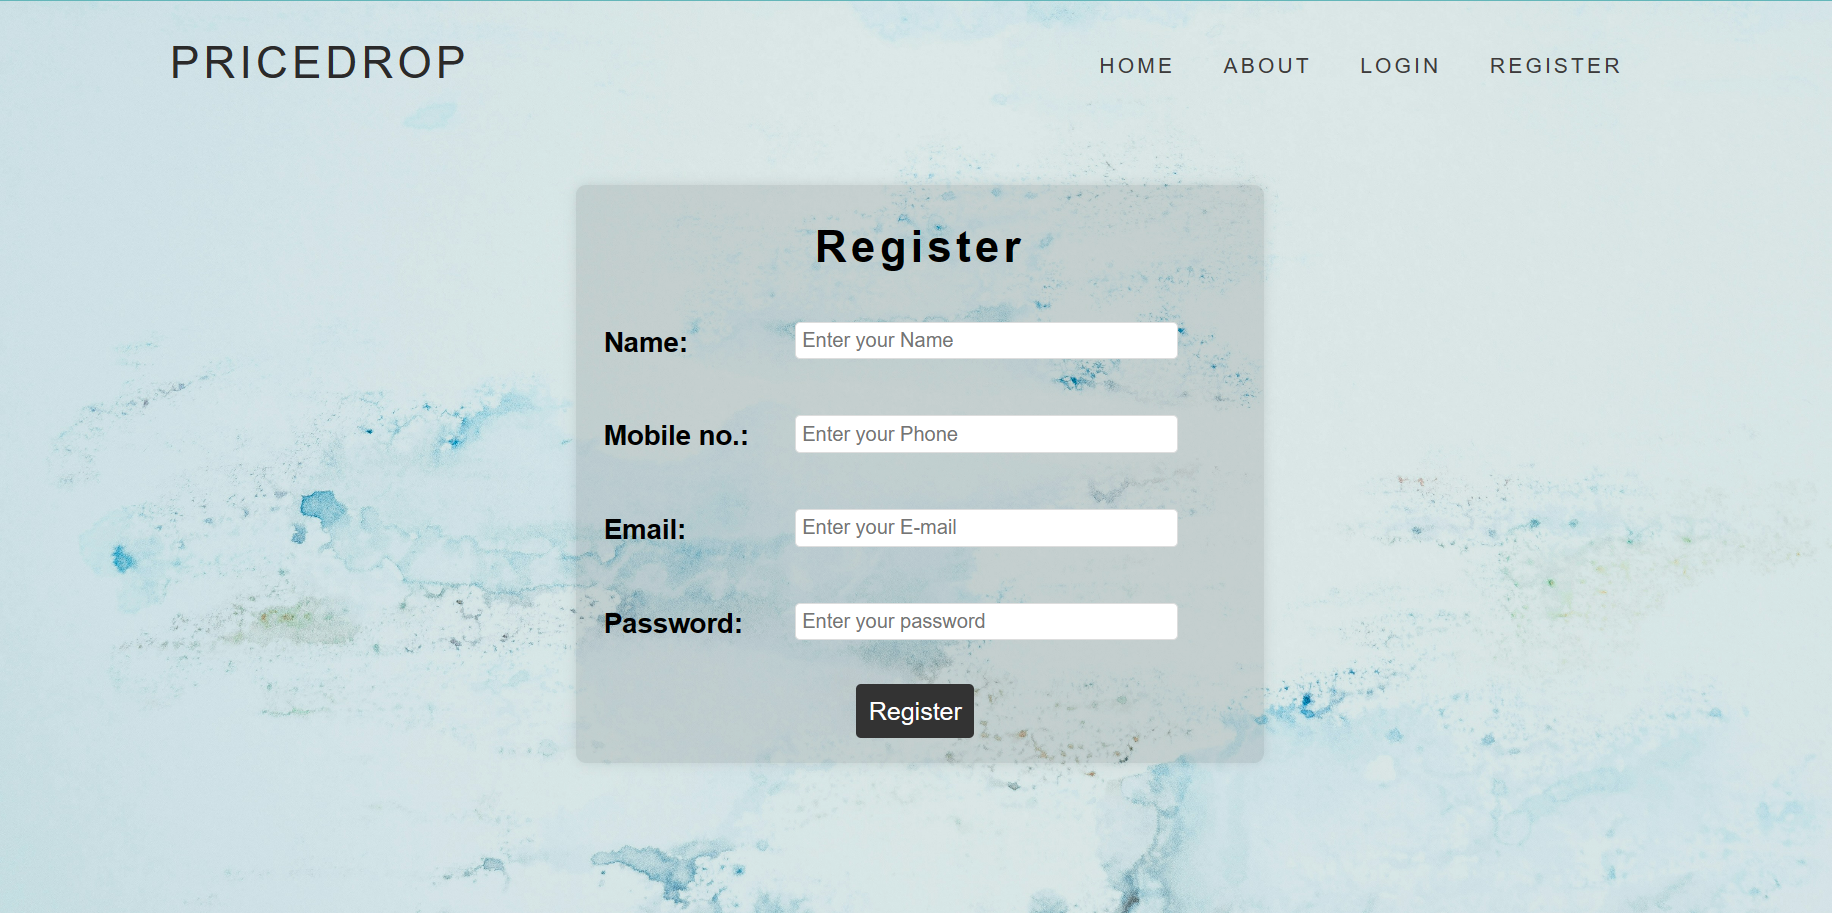 PRICEDROP
HOME ABOUT LOGIN REGISTER
Register
Name: Enter your Name
Mobile no.: Enter your Phone
Email: Enter your E-mail
Password: Enter your password
Register